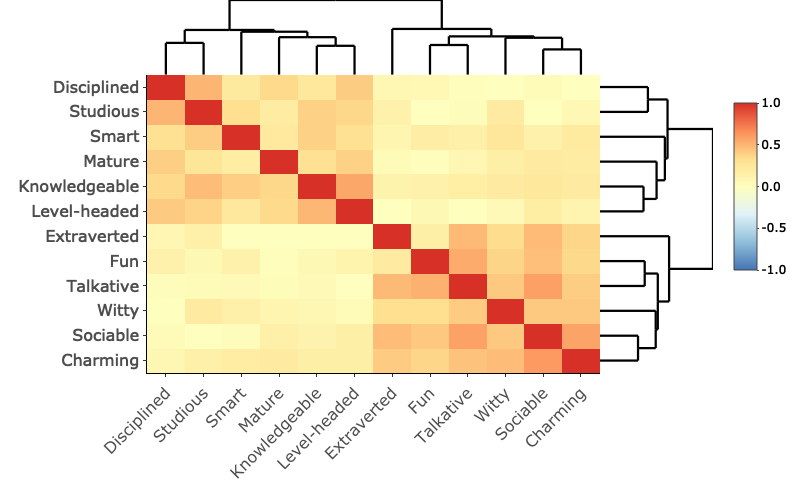 Disciplined
Studious
Smart
Mature
Knowledgeable
Level-headed
Extraverted
Fun
Talkative
Witty
Sociable
Charming
Disciplined
Studious
Smart
Mature
Knowledgeable
Level-headed
Extraverted
Fun
Talkative
Witty
Sociable
Charming
1.0
0.5
0.0
-0.5
-1.0